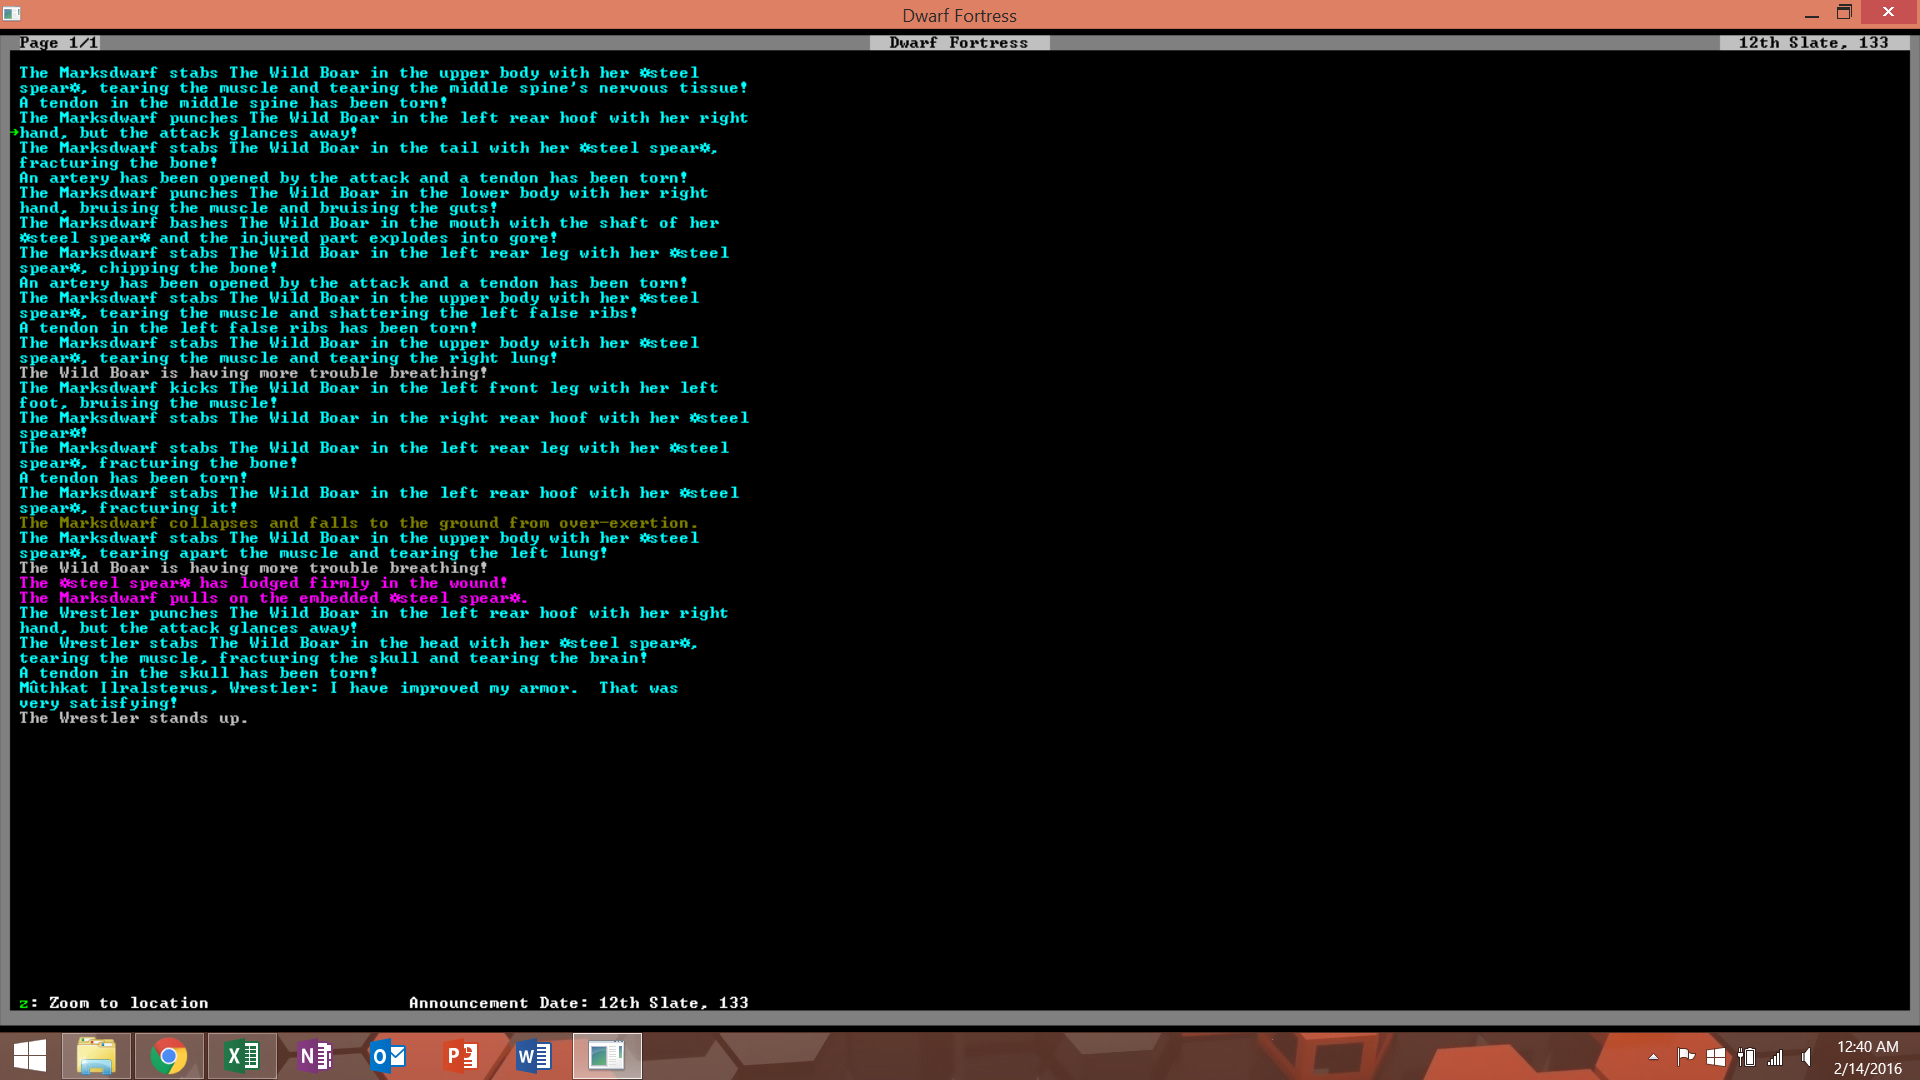 Dwarf Fortress
Page 1/1
Dwarf Fortress
12th Slate, 133
The Marksdwarf stabs The Wild Boar in the upper body with her ☼steel
spear☼, tearing the muscle and tearing the middle spine's nervous tissue!
A tendon in the middle spine has been torn!
The Marksdwarf punches The Wild Boar in the left rear hoof with her right
→hand, but the attack glances away!
The Marksdwarf stabs The Wild Boar in the tail with her ☼steel spear☼,
fracturing the bone!
An artery has been opened by the attack and a tendon has been torn!
The Marksdwarf punches The Wild Boar in the lower body with her right
hand, bruising the muscle and bruising the guts!
The Marksdwarf bashes The Wild Boar in the mouth with the shaft of her
☼steel spear☼ and the injured part explodes into gore!
The Marksdwarf stabs The Wild Boar in the left rear leg with her ☼steel
spear☼, chipping the bone!
An artery has been opened by the attack and a tendon has been torn!
The Marksdwarf stabs The Wild Boar in the upper body with her ☼steel
spear☼, tearing the muscle and shattering the left false ribs!
A tendon in the left false ribs has been torn!
The Marksdwarf stabs The Wild Boar in the upper body with her ☼steel
spear☼, tearing the muscle and tearing the right lung!
The Wild Boar is having more trouble breathing!
The Marksdwarf kicks The Wild Boar in the left front leg with her left
foot, bruising the muscle!
The Marksdwarf stabs The Wild Boar in the right rear hoof with her ☼steel
spear☼!
The Marksdwarf stabs The Wild Boar in the left rear leg with her ☼steel
spear☼, fracturing the bone!
A tendon has been torn!
The Marksdwarf stabs The Wild Boar in the left rear hoof with her ☼steel
spear☼, fracturing it!
The Marksdwarf collapses and falls to the ground from over-exertion.
The Marksdwarf stabs The Wild Boar in the upper body with her ☼steel
spear☼, tearing apart the muscle and tearing the left lung!
The Wild Boar is having more trouble breathing!
The ☼steel spear☼ has lodged firmly in the wound!
The Marksdwarf pulls on the embedded ☼steel spear☼.
The Wrestler punches The Wild Boar in the left rear hoof with her right
hand, but the attack glances away!
The Wrestler stabs The Wild Boar in the head with her ☼steel spear☼,
tearing the muscle, fracturing the skull and tearing the brain!
A tendon in the skull has been torn!
Mûthkat Ilralsterus, Wrestler: I have improved my armor.  That was
very satisfying!
The Wrestler stands up.
z: Zoom to location
Announcement Date: 12th Slate, 133
12:40 AM
2/14/2016